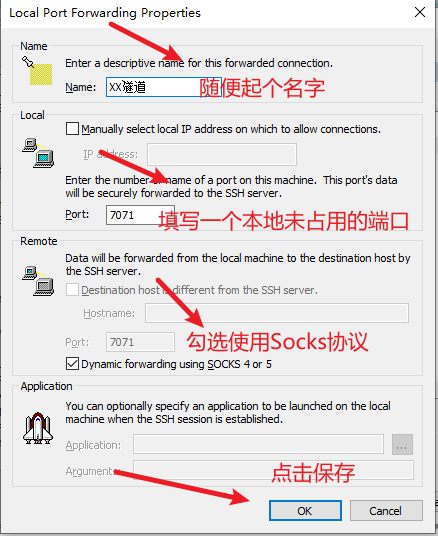 Local Port Forwarding Properties
Name
Enter a descriptive name for this forwarded connection.
Name: XX隧道
随便起个名字
Local
Manually select local IP address on which to allow connections.
IP address:
Enter the number or name of a port on this machine. This port's data
will be securely forwarded to the SSH server.
Port: 7071
填写一个本地未占用的端口
Remote
Data will be forwarded from the local machine to the destination host by
the SSH server.
Destination host is different from the SSH server.
Hostname:
Port: 7071
勾选使用Socks协议
Dynamic forwarding using SOCKS 4 or 5
Application
You can optionally specify an application to be launched on the local
machine when the SSH session is established.
Application:
...
Arguments:
点击保存
OK
Cancel